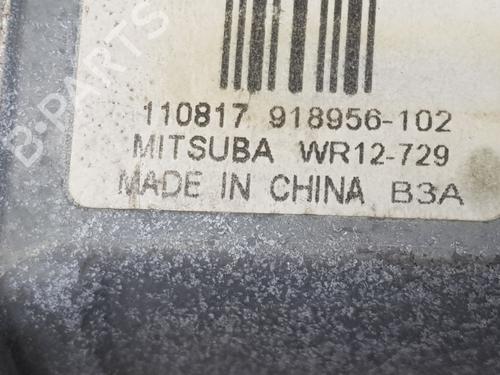 B-PARTS
110817 918956-102
MITSUBA WR12-729
MADE IN CHINA B3A